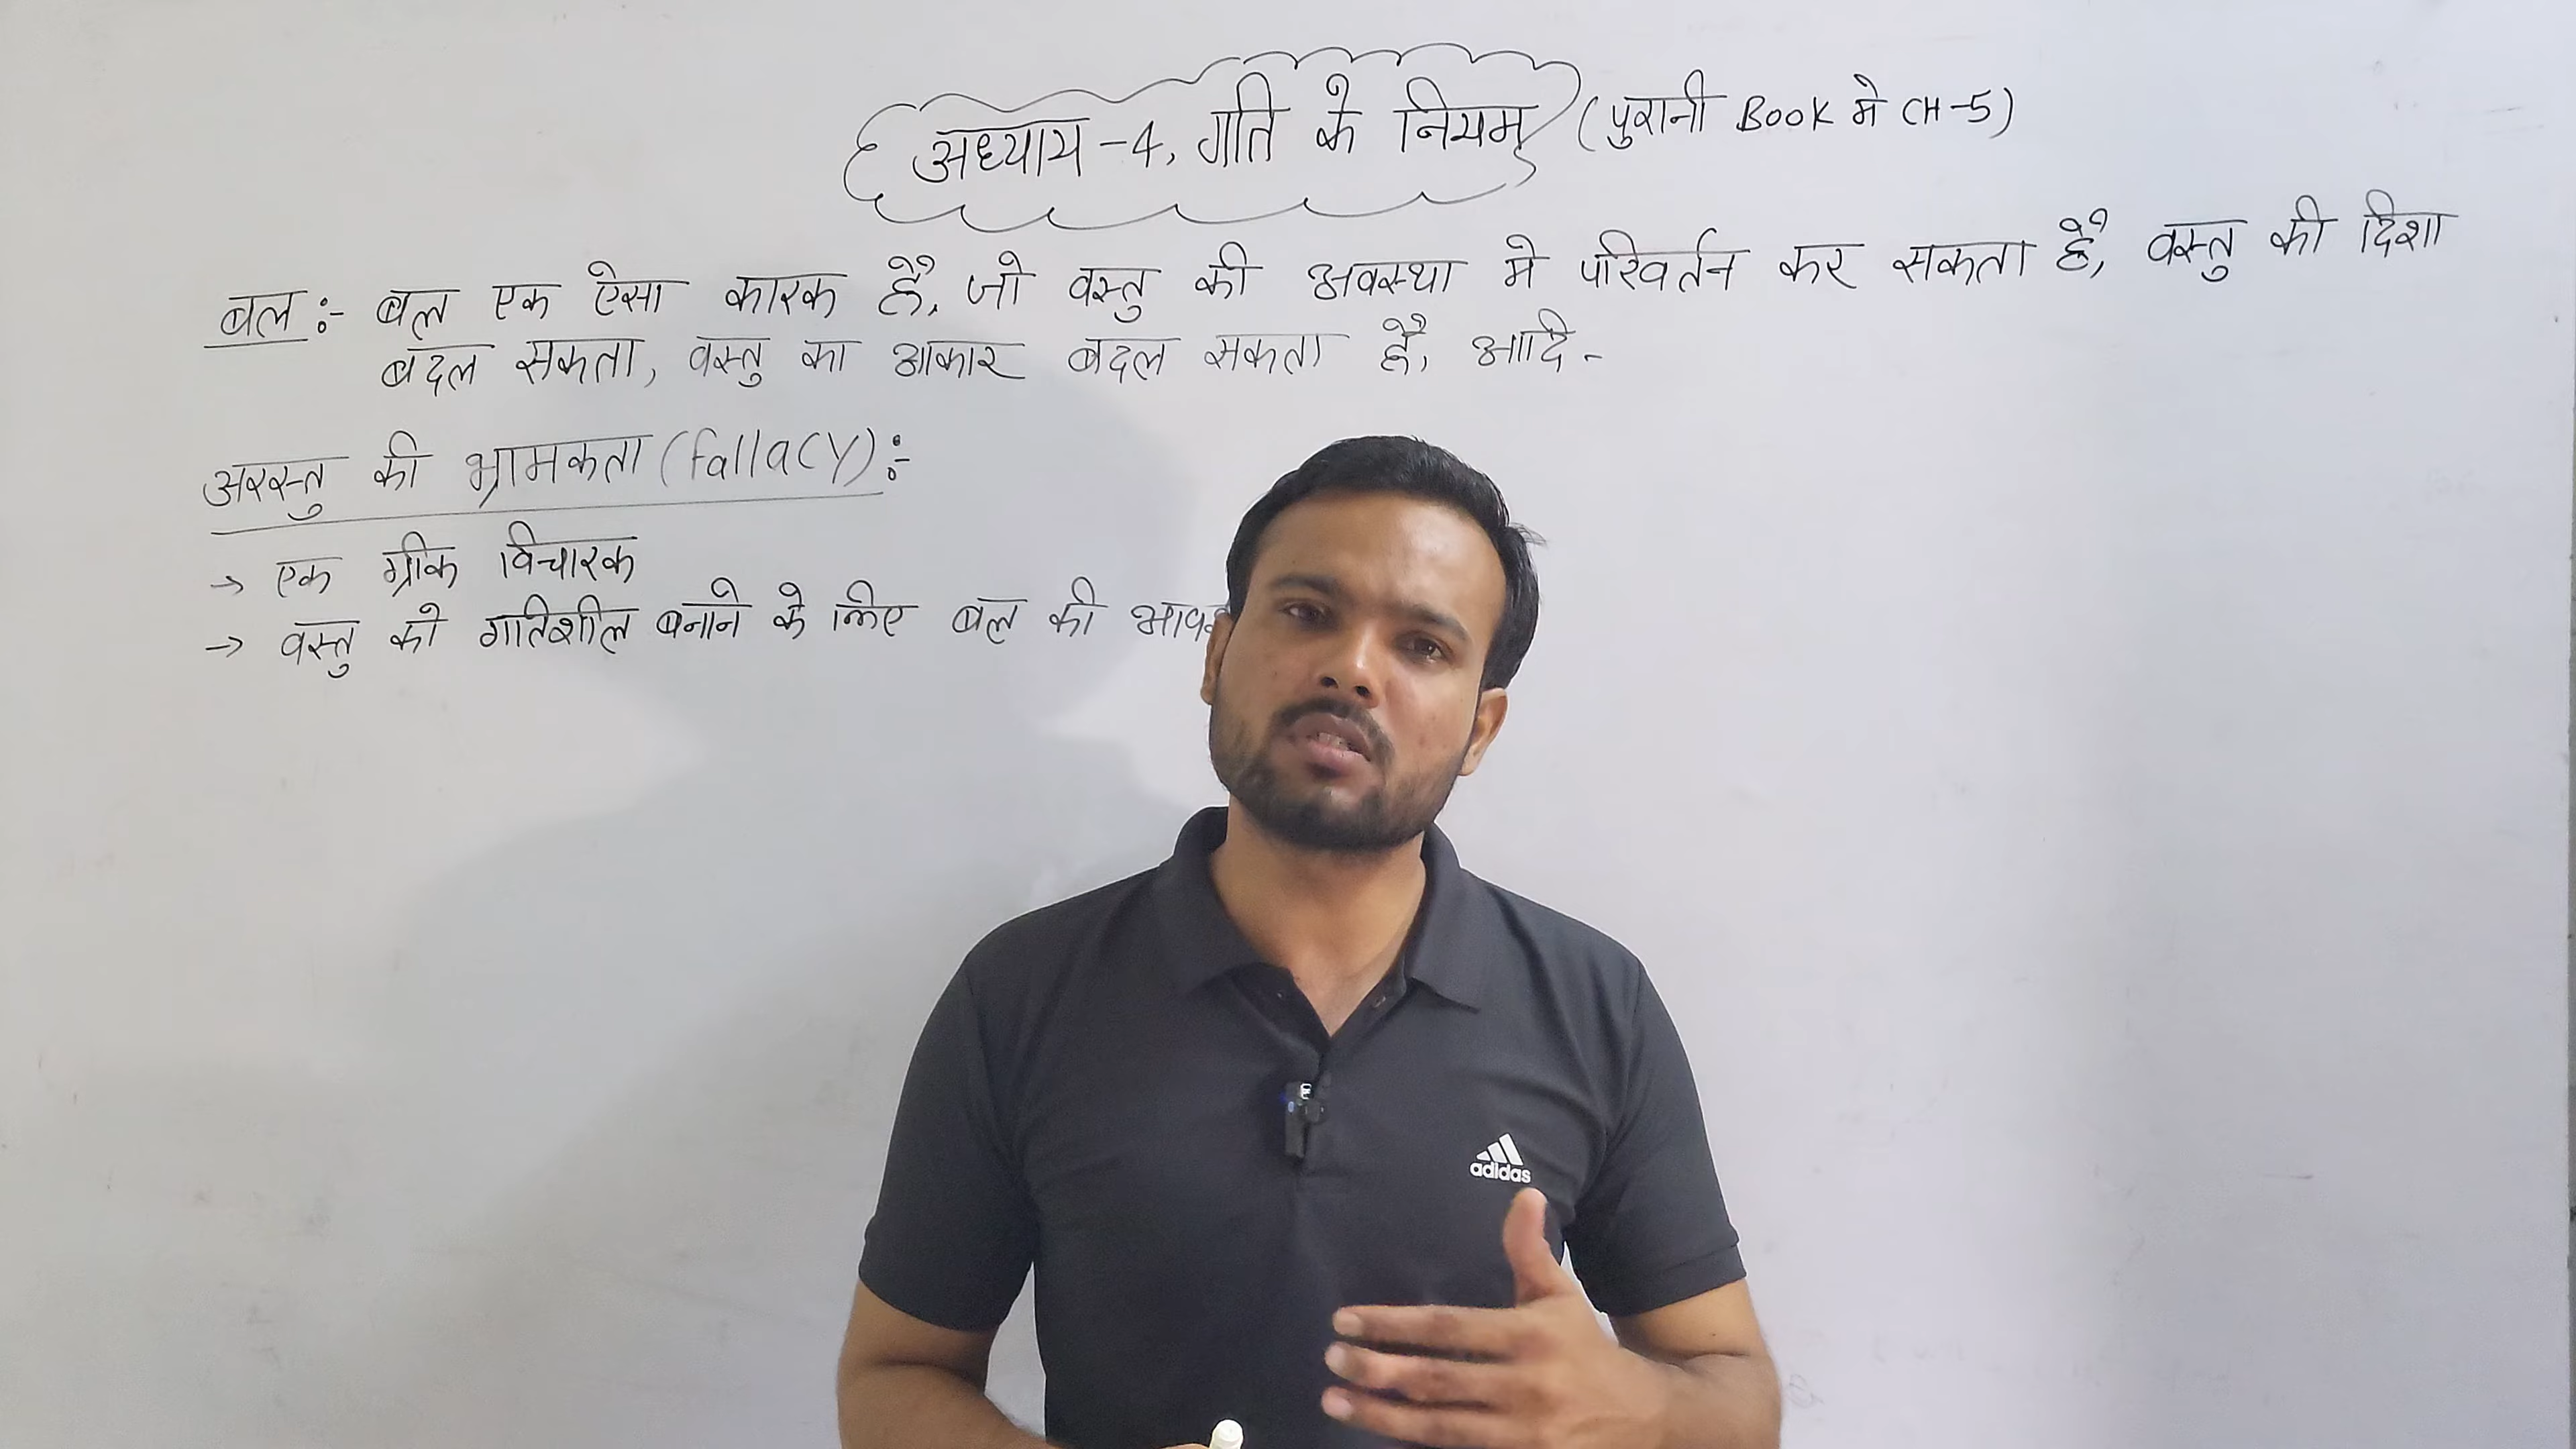 अध्याय -4, गति के नियम (पुरानी Book मे CH-5)
बल :- बल एक ऐसा कारक है, जो वस्तु की अवस्था मे परिवर्तन कर सकता है, वस्तु की दिशा
बदल सकता, वस्तु का आकार बदल सकता है, आदि -
अरस्तु की भ्रामकता (fallacy) :-
→ एक ग्रीक विचारक
→ वस्तु को गतिशील बनाने के लिए बल की
adidas